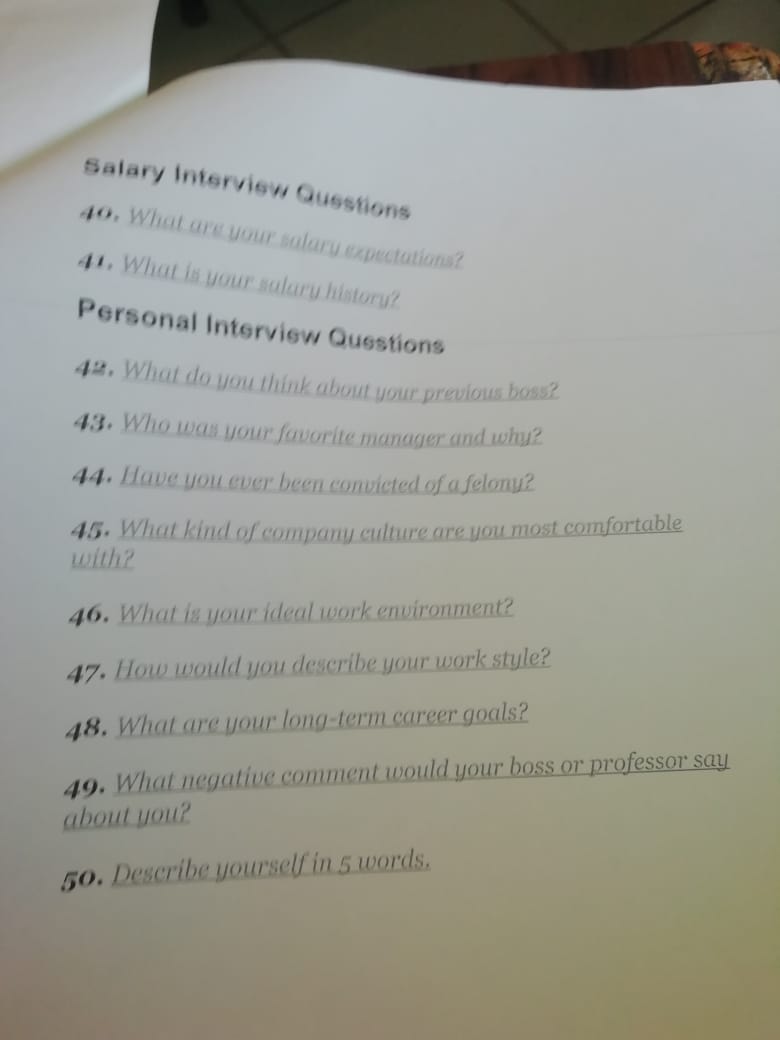 Salary Interview Questions
40. What are your salary expectations?
41. What is your salary history?
Personal Interview Questions
42. What do you think about your previous boss?
43. Who was your favorite manager and why?
44. Have you ever been convicted of a felony?
45. What kind of company culture are you most comfortable
with?
46. What is your ideal work environment?
47. How would you describe your work style?
48. What are your long-term career goals?
49. What negative comment would your boss or professor say
about you?
50. Describe yourself in 5 words.